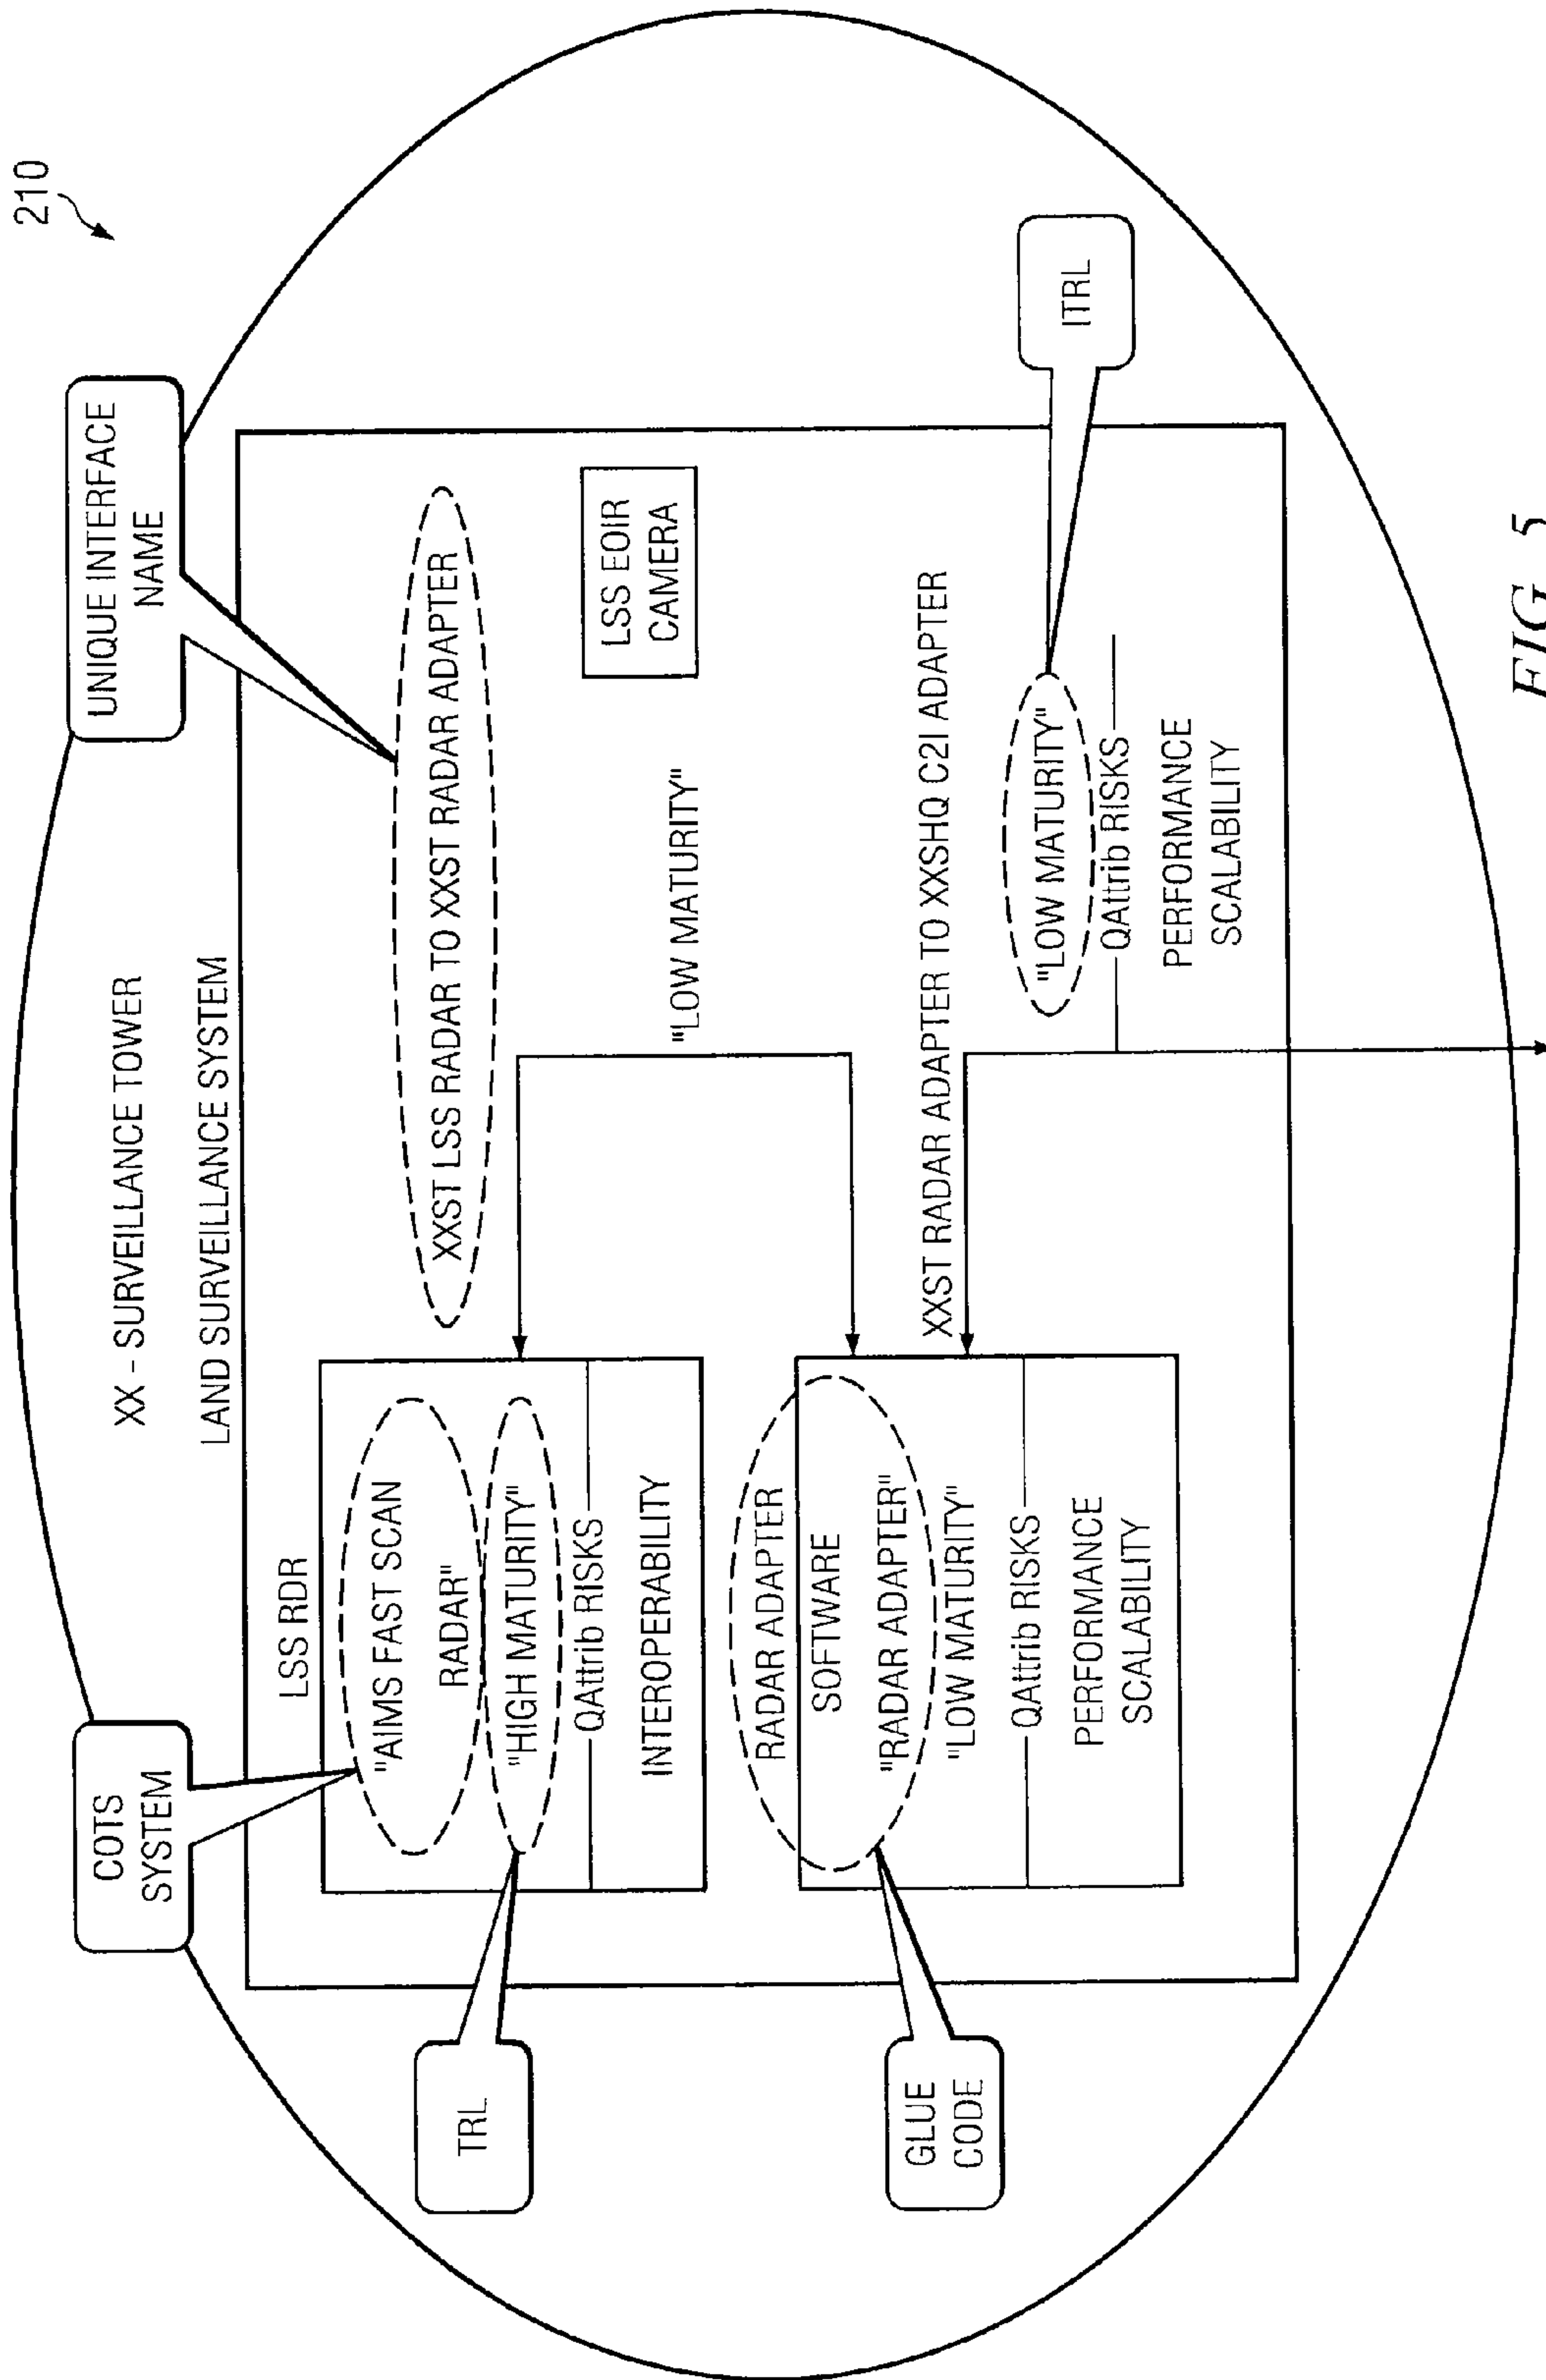 210
XX - SURVEILLANCE TOWER
LAND SURVEILLANCE SYSTEM
COTS
SYSTEM
UNIQUE INTERFACE
NAME
LSS RDR
"AIMS FAST SCAN
RADAR"
"HIGH MATURITY"
QAttrib RISKS
INTEROPERABILITY
TRL
XXST LSS RADAR TO XXST RADAR ADAPTER
"LOW MATURITY"
LSS EOIR
CAMERA
RADAR ADAPTER
SOFTWARE
"RADAR ADAPTER"
"LOW MATURITY"
QAttrib RISKS
PERFORMANCE
SCALABILITY
GLUE
CODE
XXST RADAR ADAPTER TO XXSHQ C2I ADAPTER
"LOW MATURITY"
QAttrib RISKS
PERFORMANCE
SCALABILITY
ITRL
FIG. 5